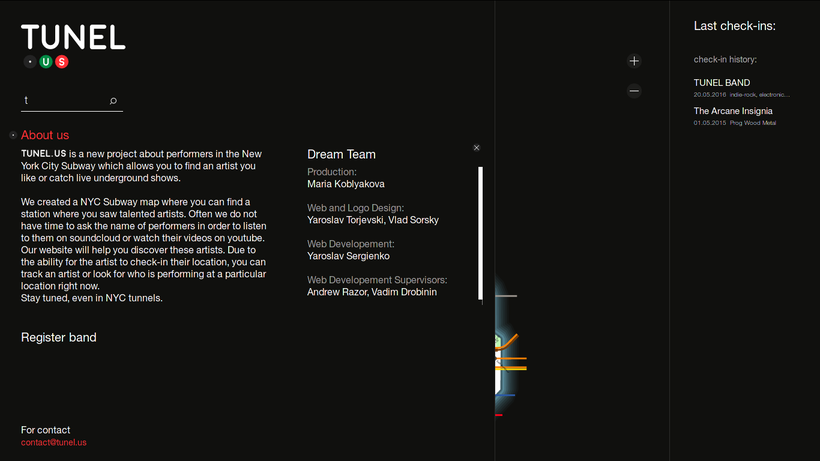 TUNEL
U S
t
About us
TUNEL.US is a new project about performers in the New
York City Subway which allows you to find an artist you
like or catch live underground shows.
We created a NYC Subway map where you can find a
station where you saw talented artists. Often we do not
have time to ask the name of performers in order to listen
to them on soundcloud or watch their videos on youtube.
Our website will help you discover these artists. Due to
the ability for the artist to check-in their location, you can
track an artist or look for who is performing at a particular
location right now.
Stay tuned, even in NYC tunnels.
Register band
For contact
contact@tunel.us
Dream Team
Production:
Maria Koblyakova
Web and Logo Design:
Yaroslav Torjevski, Vlad Sorsky
Web Developement:
Yaroslav Sergienko
Web Developement Supervisors:
Andrew Razor, Vadim Drobinin
Last check-ins:
check-in history:
TUNEL BAND
20.05.2016 indie-rock, electronic...
The Arcane Insignia
01.05.2015 Prog Wood Metal